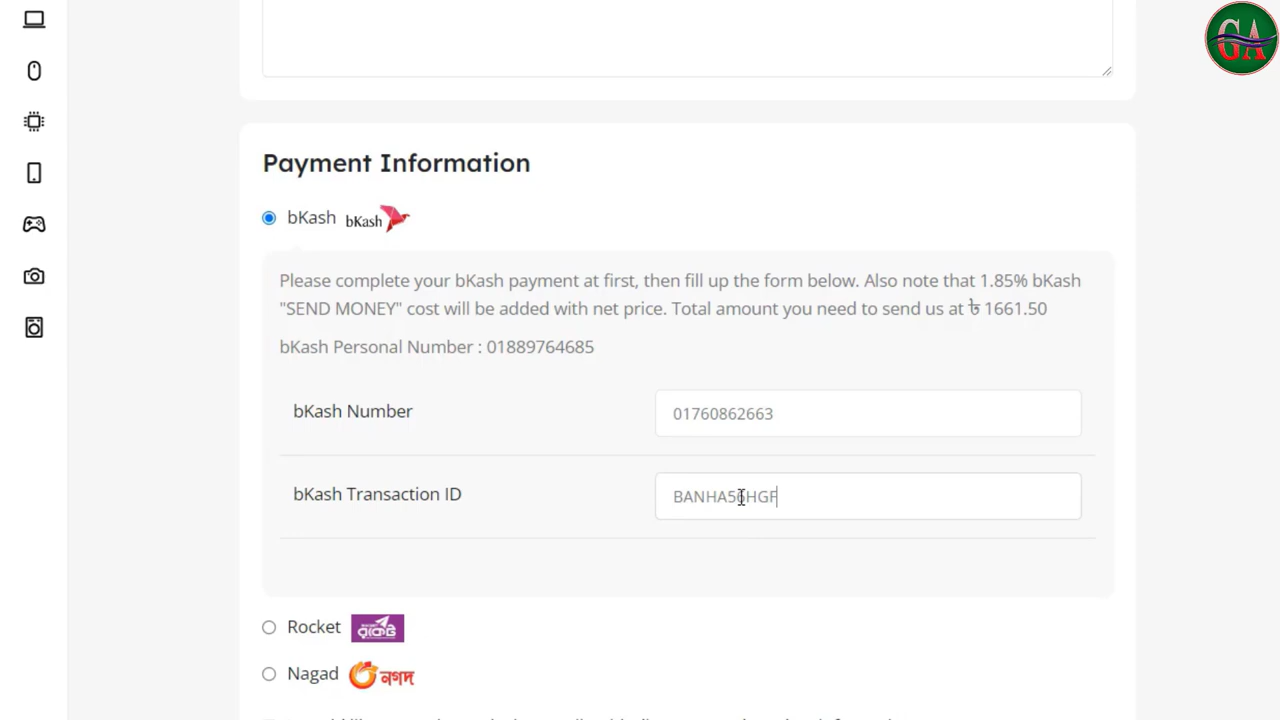 GA
Payment Information
bKash bKash
Please complete your bKash payment at first, then fill up the form below. Also note that 1.85% bKash
"SEND MONEY" cost will be added with net price. Total amount you need to send us at ৳ 1661.50
bKash Personal Number : 01889764685
bKash Number 01760862663
bKash Transaction ID BANHA56HGF
Rocket রকেট
Nagad নগদ